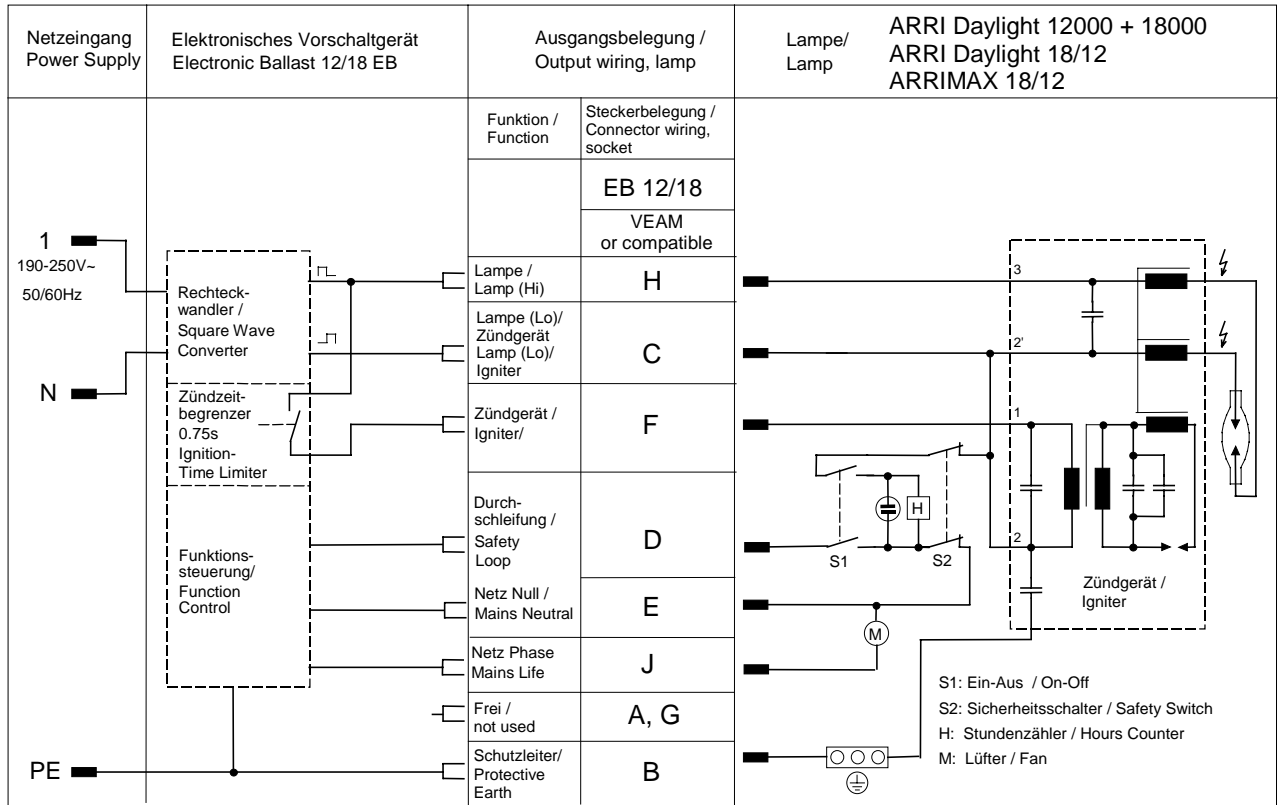 Netzeingang
Power Supply
Elektronisches Vorschaltgerät
Electronic Ballast 12/18 EB
Ausgangsbelegung /
Output wiring, lamp
Lampe/
Lamp
ARRI Daylight 12000 + 18000
ARRI Daylight 18/12
ARRIMAX 18/12
Funktion /
Function
Steckerbelegung /
Connector wiring,
socket
EB 12/18
VEAM
or compatible
1
190-250V~
50/60Hz
N
PE
Rechteck-
wandler /
Square Wave
Converter
Zündzeit-
begrenzer
0.75s
Ignition-
Time Limiter
Funktions-
steuerung/
Function
Control
Lampe /
Lamp (Hi)
H
Lampe (Lo)/
Zündgerät
Lamp (Lo)/
Igniter
C
Zündgerät /
Igniter/
F
Durch-
schleifung /
Safety
Loop
D
Netz Null /
Mains Neutral
E
Netz Phase
Mains Life
J
Frei /
not used
A, G
Schutzleiter/
Protective
Earth
B
3
2'
1
2
H
S1
S2
M
Zündgerät /
Igniter
S1: Ein-Aus / On-Off
S2: Sicherheitsschalter / Safety Switch
H: Stundenzähler / Hours Counter
M: Lüfter / Fan